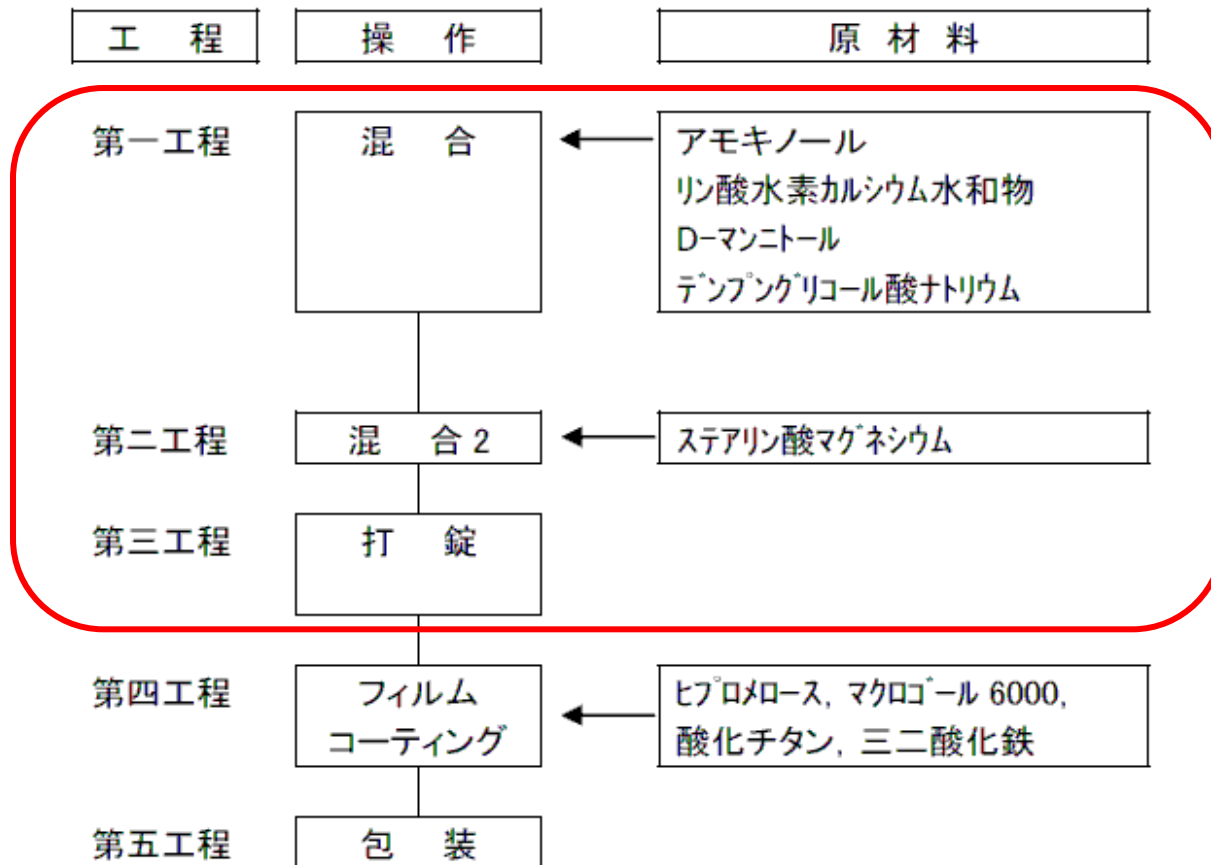 工 程 操 作 原 材 料
第一工程 混 合 アモキノール
リン酸水素カルシウム水和物
D-マンニトール
デンプングリコール酸ナトリウム
第二工程 混 合 2 ステアリン酸マグネシウム
第三工程 打 錠
第四工程 フィルム ヒプロメロース, マクロゴール 6000,
コーティング 酸化チタン, 三二酸化鉄
第五工程 包 装